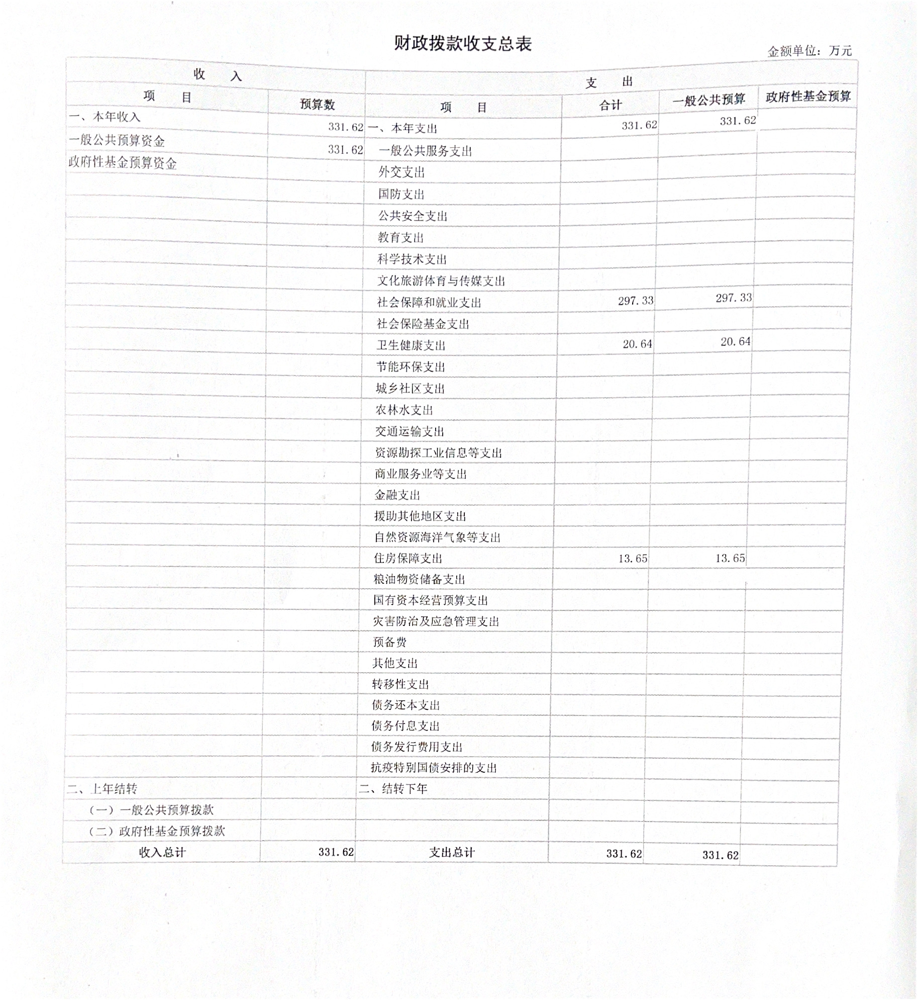 财政拨款收支总表
金额单位：万元
收 入 支 出
项 目 预算数 项 目 合计 一般公共预算 政府性基金预算
一、本年收入 331.62 一、本年支出 331.62 331.62
一般公共预算资金 331.62 一般公共服务支出
政府性基金预算资金 外交支出
国防支出
公共安全支出
教育支出
科学技术支出
文化旅游体育与传媒支出
社会保障和就业支出 297.33 297.33
社会保险基金支出
卫生健康支出 20.64 20.64
节能环保支出
城乡社区支出
农林水支出
交通运输支出
资源勘探工业信息等支出
商业服务业等支出
金融支出
援助其他地区支出
自然资源海洋气象等支出
住房保障支出 13.65 13.65
粮油物资储备支出
国有资本经营预算支出
灾害防治及应急管理支出
预备费
其他支出
转移性支出
债务还本支出
债务付息支出
债务发行费用支出
抗疫特别国债安排的支出
二、上年结转 二、结转下年
（一）一般公共预算拨款
（二）政府性基金预算拨款
收入总计 331.62 支出总计 331.62 331.62